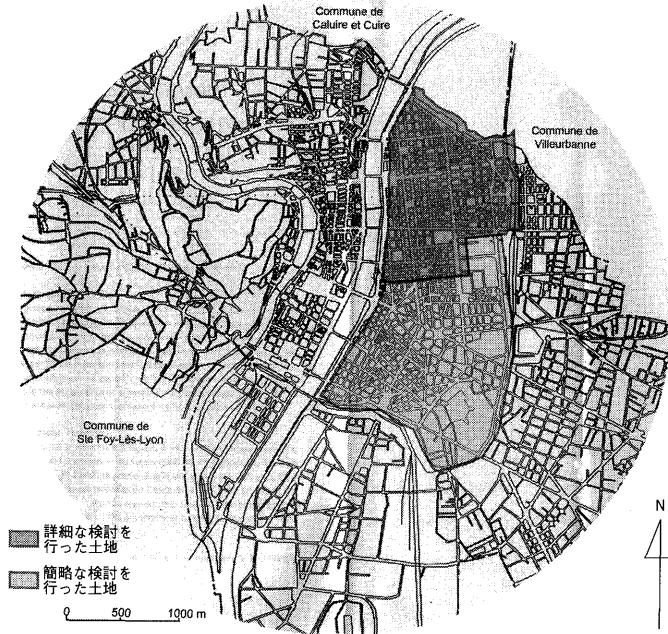 Commune de
Caluire et Cuire
Commune de
Villeurbanne
Commune de
Ste Foy-Lès-Lyon
詳細な検討を
行った土地
簡略な検討を
行った土地
0 500 1000 m
N